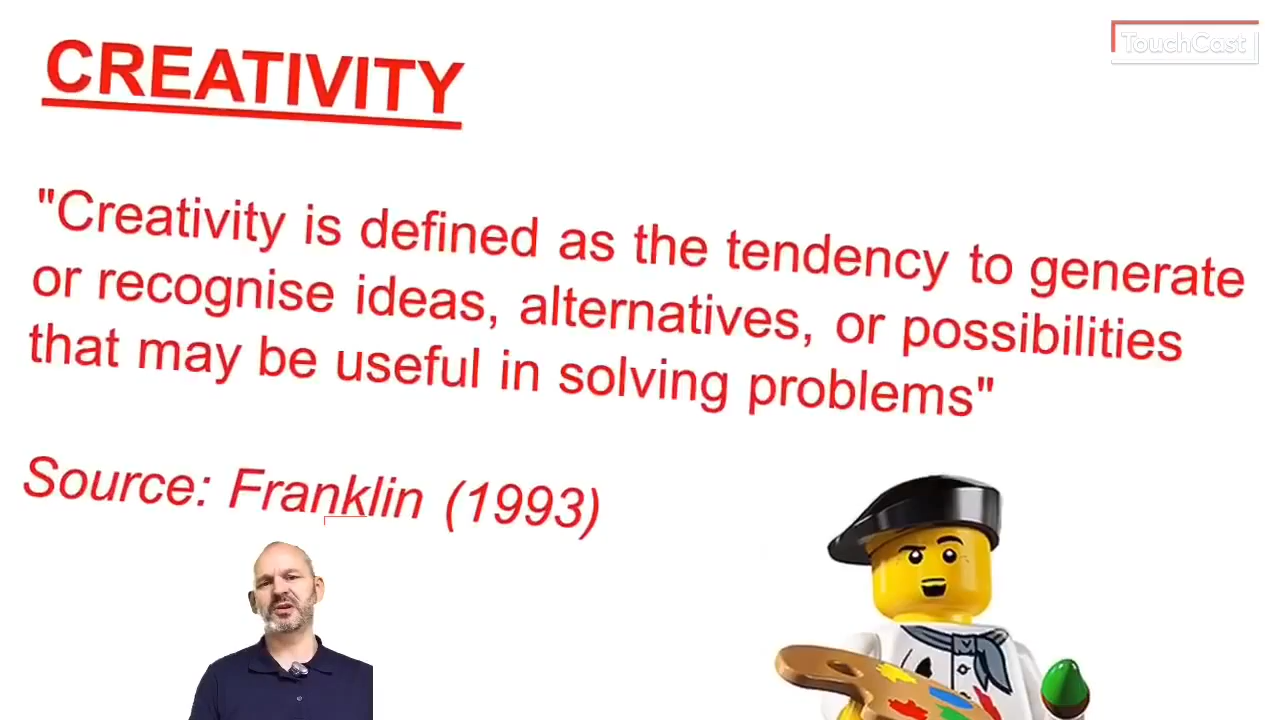 TouchCast
CREATIVITY
"Creativity is defined as the tendency to generate
or recognise ideas, alternatives, or possibilities
that may be useful in solving problems"
Source: Franklin (1993)